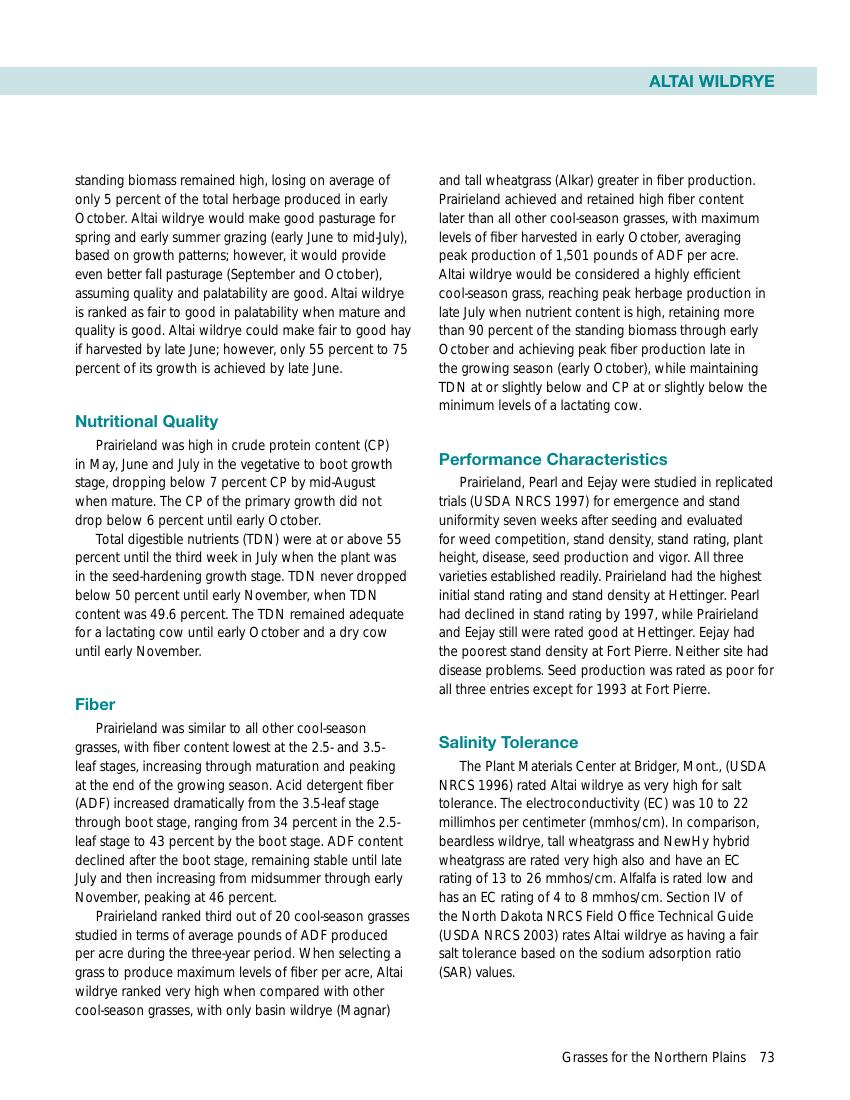 ALTAI WILDRYE
standing biomass remained high, losing on average of
only 5 percent of the total herbage produced in early
October. Altai wildrye would make good pasturage for
spring and early summer grazing (early June to mid-July),
based on growth patterns; however, it would provide
even better fall pasturage (September and October),
assuming quality and palatability are good. Altai wildrye
is ranked as fair to good in palatability when mature and
quality is good. Altai wildrye could make fair to good hay
if harvested by late June; however, only 55 percent to 75
percent of its growth is achieved by late June.
Nutritional Quality
Prairieland was high in crude protein content (CP)
in May, June and July in the vegetative to boot growth
stage, dropping below 7 percent CP by mid-August
when mature. The CP of the primary growth did not
drop below 6 percent until early October.
Total digestible nutrients (TDN) were at or above 55
percent until the third week in July when the plant was
in the seed-hardening growth stage. TDN never dropped
below 50 percent until early November, when TDN
content was 49.6 percent. The TDN remained adequate
for a lactating cow until early October and a dry cow
until early November.
Fiber
Prairieland was similar to all other cool-season
grasses, with fiber content lowest at the 2.5- and 3.5-
leaf stages, increasing through maturation and peaking
at the end of the growing season. Acid detergent fiber
(ADF) increased dramatically from the 3.5-leaf stage
through boot stage, ranging from 34 percent in the 2.5-
leaf stage to 43 percent by the boot stage. ADF content
declined after the boot stage, remaining stable until late
July and then increasing from midsummer through early
November, peaking at 46 percent.
Prairieland ranked third out of 20 cool-season grasses
studied in terms of average pounds of ADF produced
per acre during the three-year period. When selecting a
grass to produce maximum levels of fiber per acre, Altai
wildrye ranked very high when compared with other
cool-season grasses, with only basin wildrye (Magnar)
and tall wheatgrass (Alkar) greater in fiber production.
Prairieland achieved and retained high fiber content
later than all other cool-season grasses, with maximum
levels of fiber harvested in early October, averaging
peak production of 1,501 pounds of ADF per acre.
Altai wildrye would be considered a highly efficient
cool-season grass, reaching peak herbage production in
late July when nutrient content is high, retaining more
than 90 percent of the standing biomass through early
October and achieving peak fiber production late in
the growing season (early October), while maintaining
TDN at or slightly below and CP at or slightly below the
minimum levels of a lactating cow.
Performance Characteristics
Prairieland, Pearl and Eejay were studied in replicated
trials (USDA NRCS 1997) for emergence and stand
uniformity seven weeks after seeding and evaluated
for weed competition, stand density, stand rating, plant
height, disease, seed production and vigor. All three
varieties established readily. Prairieland had the highest
initial stand rating and stand density at Hettinger. Pearl
had declined in stand rating by 1997, while Prairieland
and Eejay still were rated good at Hettinger. Eejay had
the poorest stand density at Fort Pierre. Neither site had
disease problems. Seed production was rated as poor for
all three entries except for 1993 at Fort Pierre.
Salinity Tolerance
The Plant Materials Center at Bridger, Mont., (USDA
NRCS 1996) rated Altai wildrye as very high for salt
tolerance. The electroconductivity (EC) was 10 to 22
millimhos per centimeter (mmhos/cm). In comparison,
beardless wildrye, tall wheatgrass and NewHy hybrid
wheatgrass are rated very high also and have an EC
rating of 13 to 26 mmhos/cm. Alfalfa is rated low and
has an EC rating of 4 to 8 mmhos/cm. Section IV of
the North Dakota NRCS Field Office Technical Guide
(USDA NRCS 2003) rates Altai wildrye as having a fair
salt tolerance based on the sodium adsorption ratio
(SAR) values.
Grasses for the Northern Plains 73